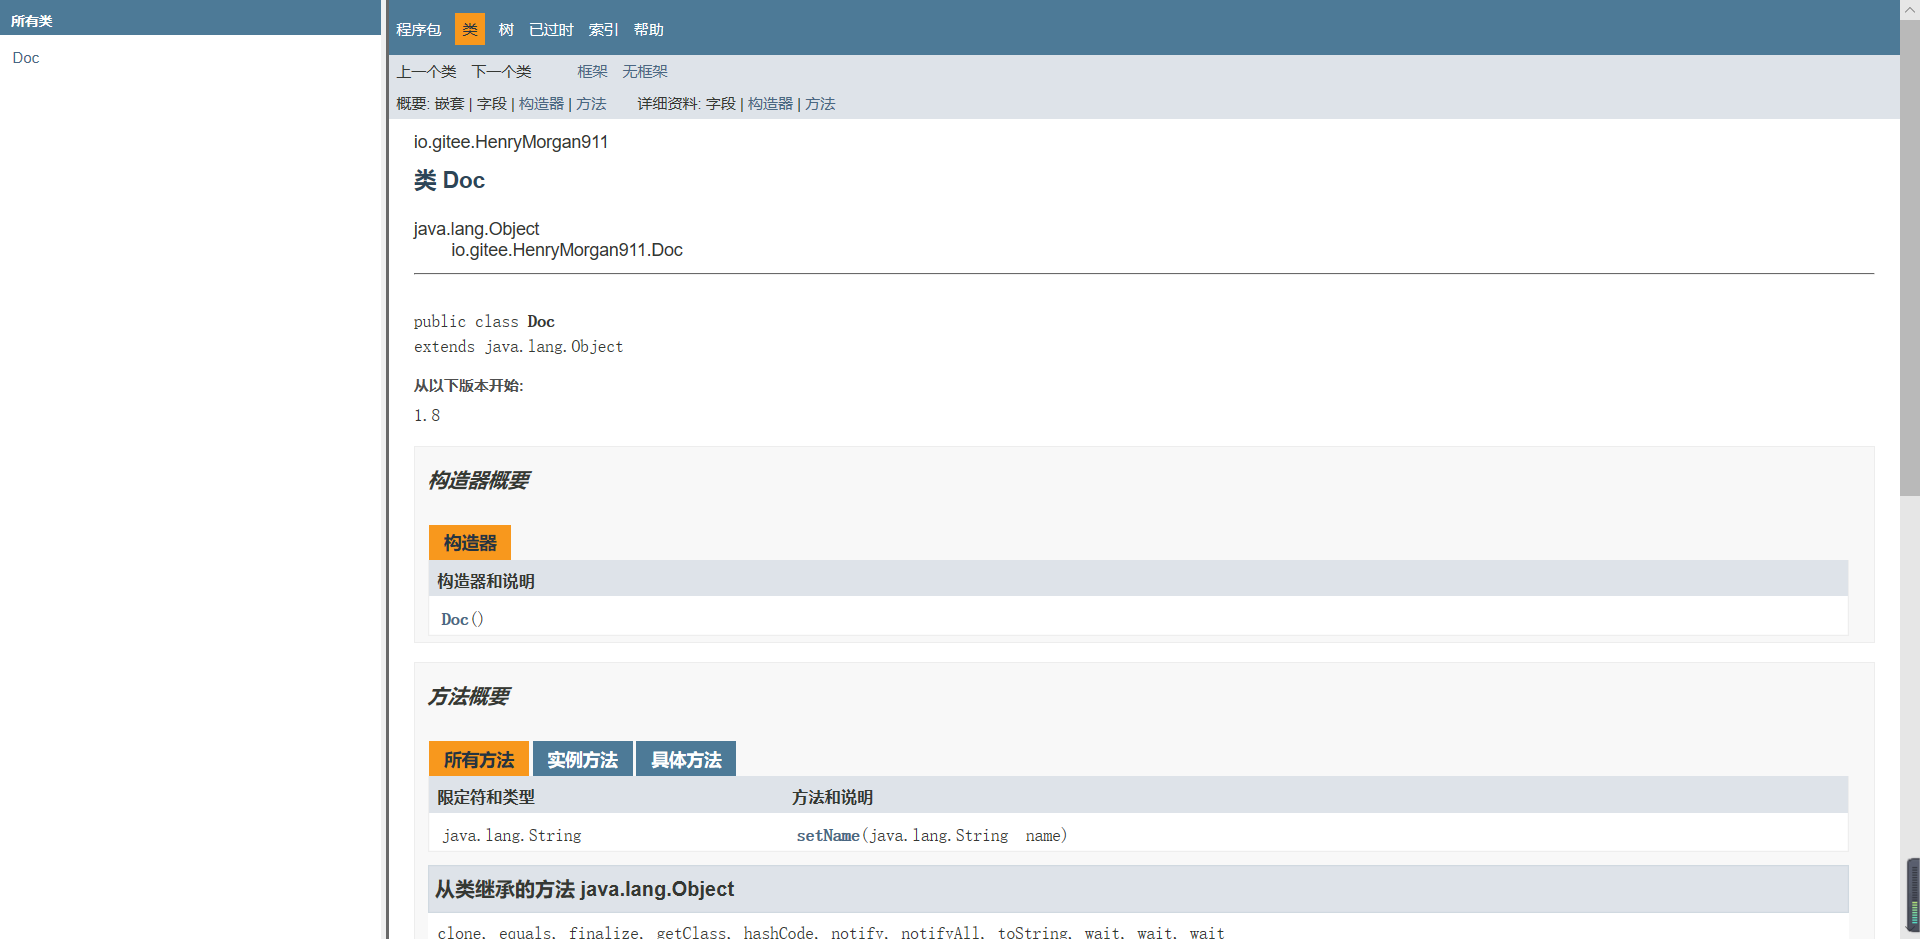 所有类
Doc
程序包 类 树 已过时 索引 帮助
上一个类 下一个类 框架 无框架
概要: 嵌套 | 字段 | 构造器 | 方法 详细资料: 字段 | 构造器 | 方法
io.gitee.HenryMorgan911
类 Doc
java.lang.Object
io.gitee.HenryMorgan911.Doc
public class Doc
extends java.lang.Object
从以下版本开始:
1.8
构造器概要
构造器
构造器和说明
Doc()
方法概要
所有方法 实例方法 具体方法
限定符和类型 方法和说明
java.lang.String setName(java.lang.String name)
从类继承的方法 java.lang.Object
clone, equals, finalize, getClass, hashCode, notify, notifyAll, toString, wait, wait, wait